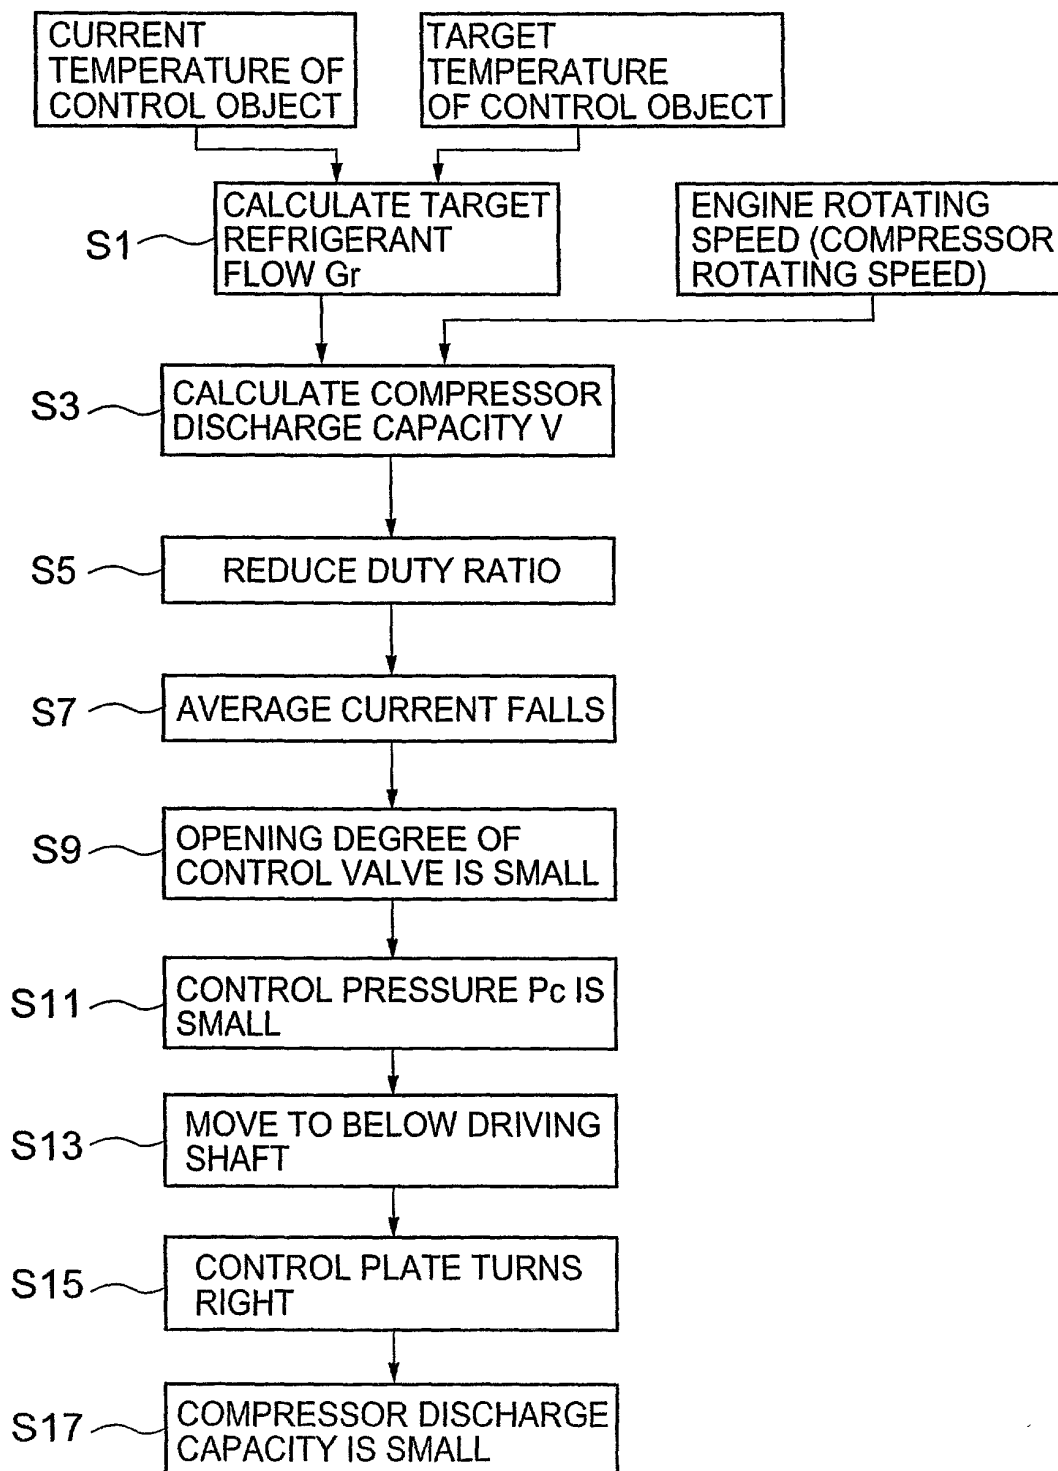 CURRENT
TEMPERATURE OF
CONTROL OBJECT
TARGET
TEMPERATURE
OF CONTROL OBJECT
S1
CALCULATE TARGET
REFRIGERANT
FLOW Gr
ENGINE ROTATING
SPEED (COMPRESSOR
ROTATING SPEED)
S3
CALCULATE COMPRESSOR
DISCHARGE CAPACITY V
S5
REDUCE DUTY RATIO
S7
AVERAGE CURRENT FALLS
S9
OPENING DEGREE OF
CONTROL VALVE IS SMALL
S11
CONTROL PRESSURE Pc IS
SMALL
S13
MOVE TO BELOW DRIVING
SHAFT
S15
CONTROL PLATE TURNS
RIGHT
S17
COMPRESSOR DISCHARGE
CAPACITY IS SMALL